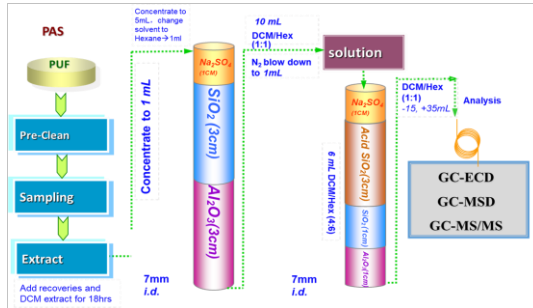 PAS
PUF
Pre-Clean
Sampling
Extract
Add recoveries and
DCM extract for 18hrs
Concentrate to
5mL, change
solvent to
Hexane→1ml
Concentrate to 1 mL
Na₂SO₄
(1CM)
SiO₂ (3cm)
Al₂O₃(3cm)
7mm
i.d.
10 mL
DCM/Hex
(1:1)
N₂ blow down
to 1mL
solution
Na₂SO₄
(1CM)
Acid SiO₂(3cm)
SiO₂(1cm)
Al₂O₃(1cm)
6 mL DCM/Hex (4:6)
7mm
i.d.
DCM/Hex
(1:1)
-15, +35mL
Analysis
GC-ECD
GC-MSD
GC-MS/MS